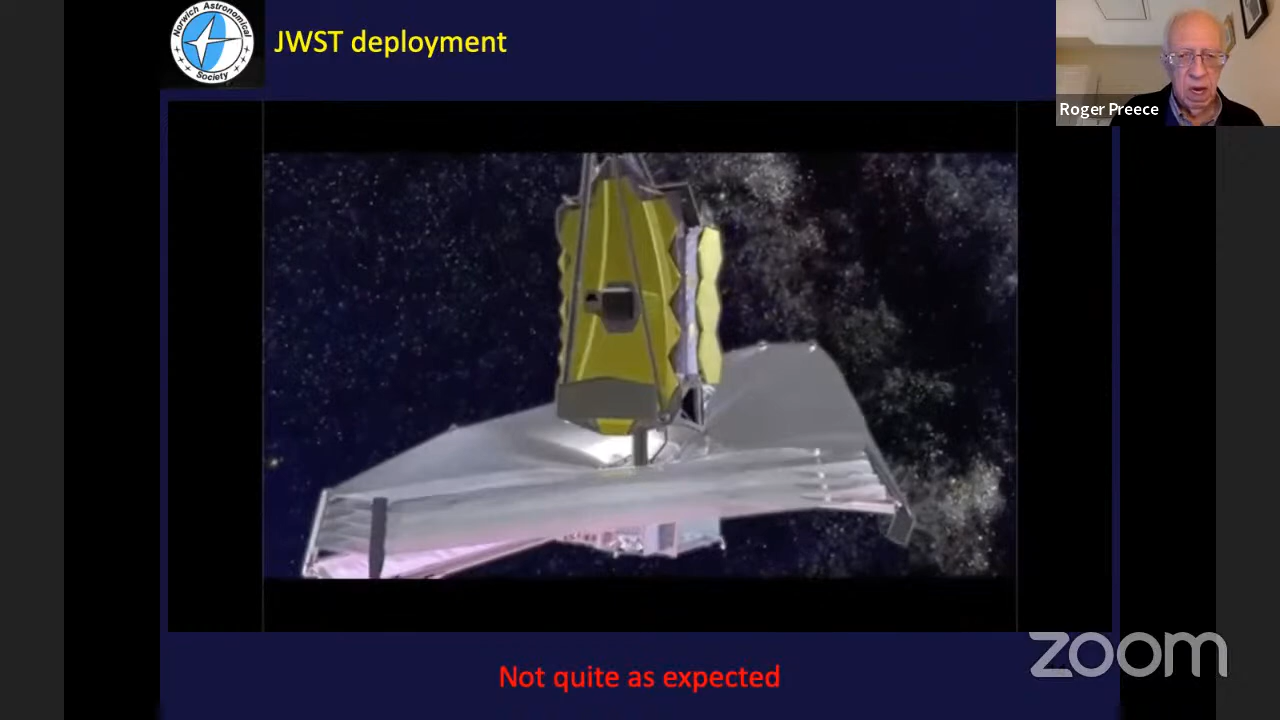 Norwich Astronomical
Society
JWST deployment
Roger Preece
Not quite as expected
zoom